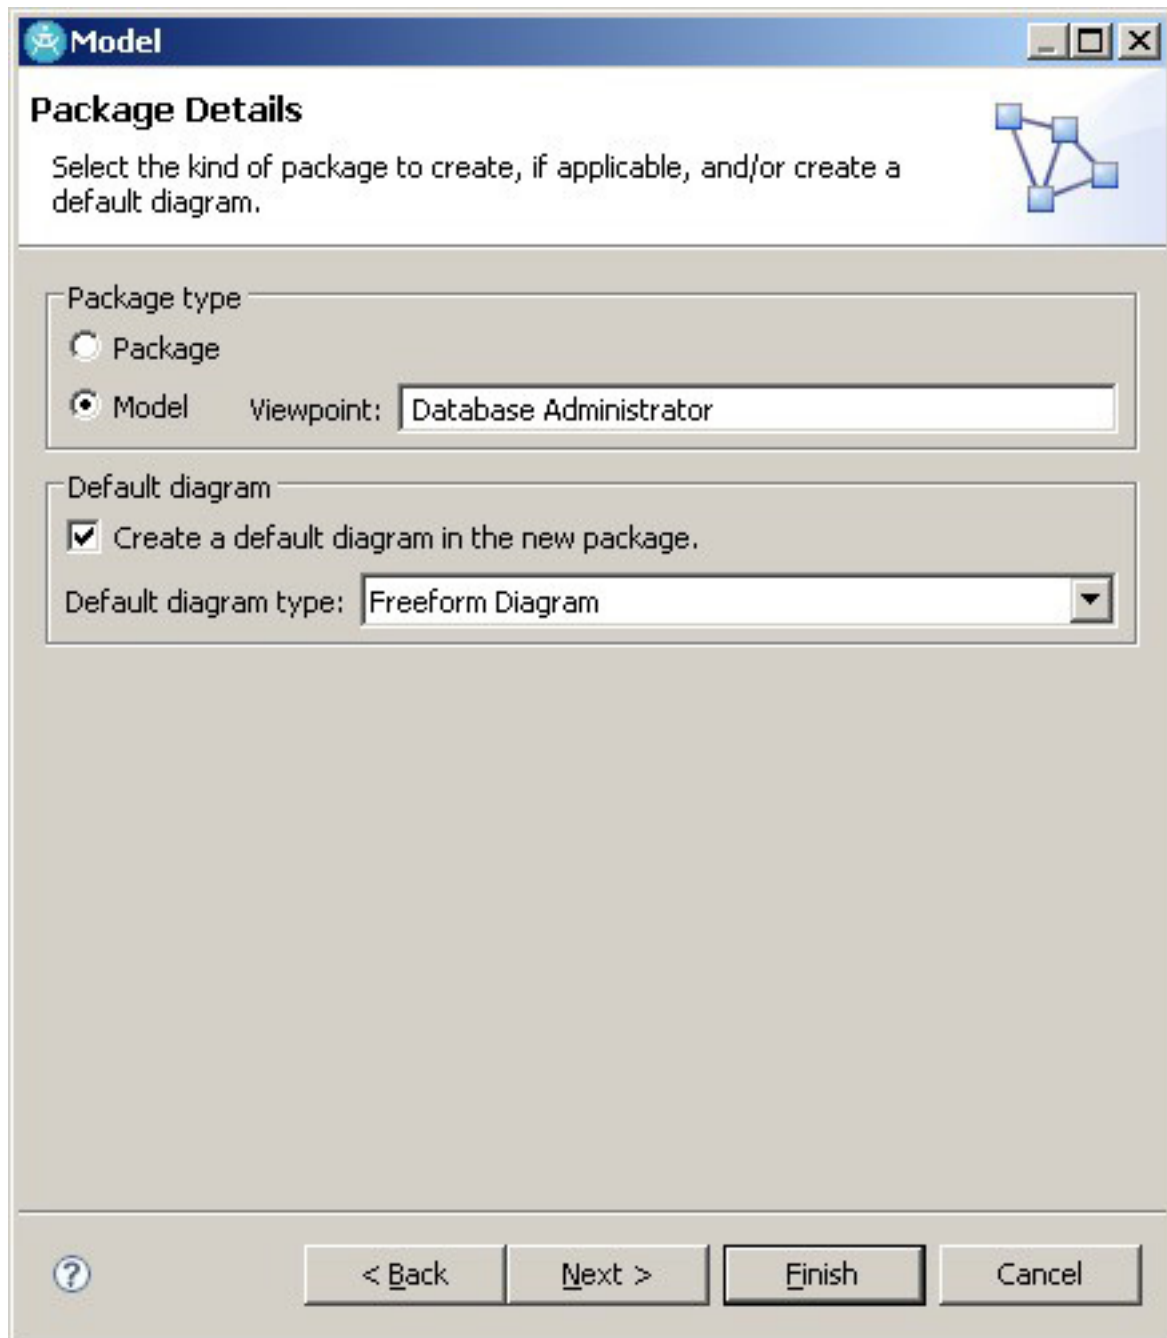 Model
Package Details
Select the kind of package to create, if applicable, and/or create a
default diagram.
Package type
Package
Model Viewpoint: Database Administrator
Default diagram
Create a default diagram in the new package.
Default diagram type: Freeform Diagram
? < Back Next > Finish Cancel